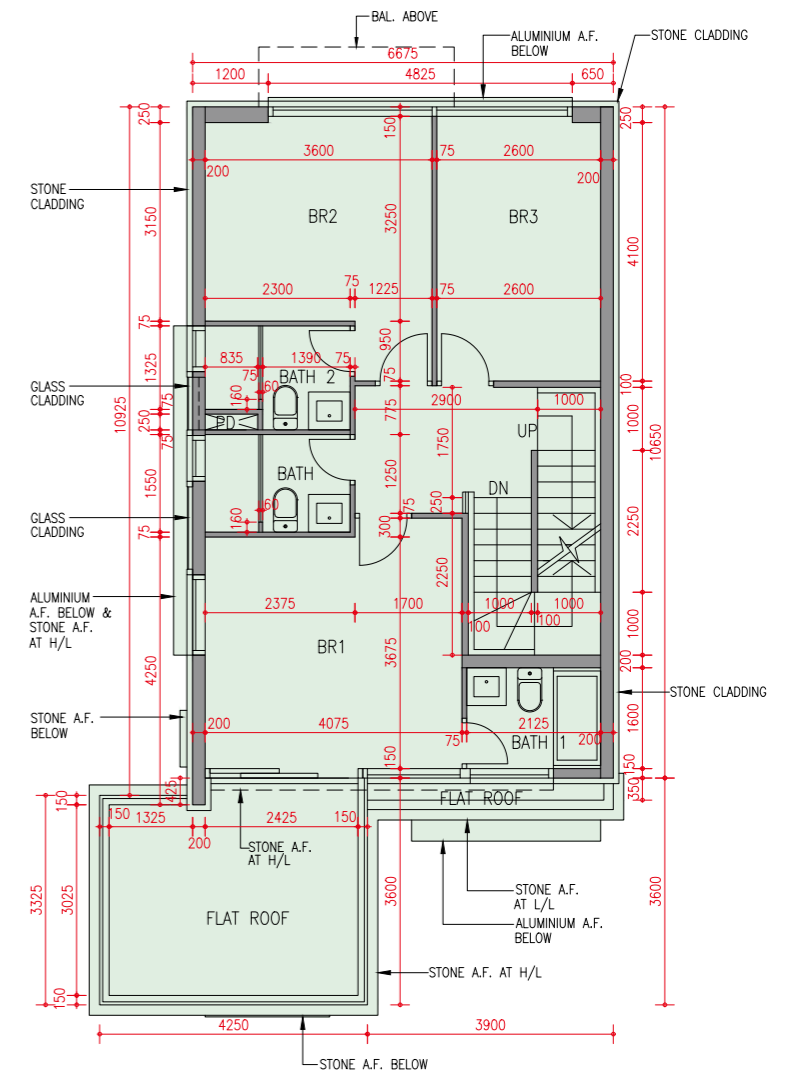 BAL. ABOVE
ALUMINIUM A.F.
BELOW
STONE CLADDING
6675
1200
4825
650
250
150
250
3600
75
2600
200
200
STONE
CLADDING
3150
BR2
3250
BR3
4100
2300
75
1225
75
2600
75
950
835
1390
75
1325
75
60
BATH 2
75
100
GLASS
CLADDING
10925
160
2900
1000
75
250
PD
775
1000
10650
75
UP
1750
1550
BATH
1250
DN
250
60
75
GLASS
CLADDING
160
300
2250
75
2250
ALUMINIUM
A.F. BELOW &
STONE A.F.
AT H/L
2375
1700
1000
1000
100
100
1000
BR1
3675
4250
200
STONE A.F.
BELOW
STONE CLADDING
200
4075
2125
1600
75
BATH 1
200
150
150
425
350
150
FLAT ROOF
150
1325
2425
150
200
STONE A.F.
AT H/L
3325
3025
3600
3600
STONE A.F.
AT L/L
FLAT ROOF
ALUMINIUM A.F.
BELOW
STONE A.F. AT H/L
150
4250
3900
STONE A.F. BELOW